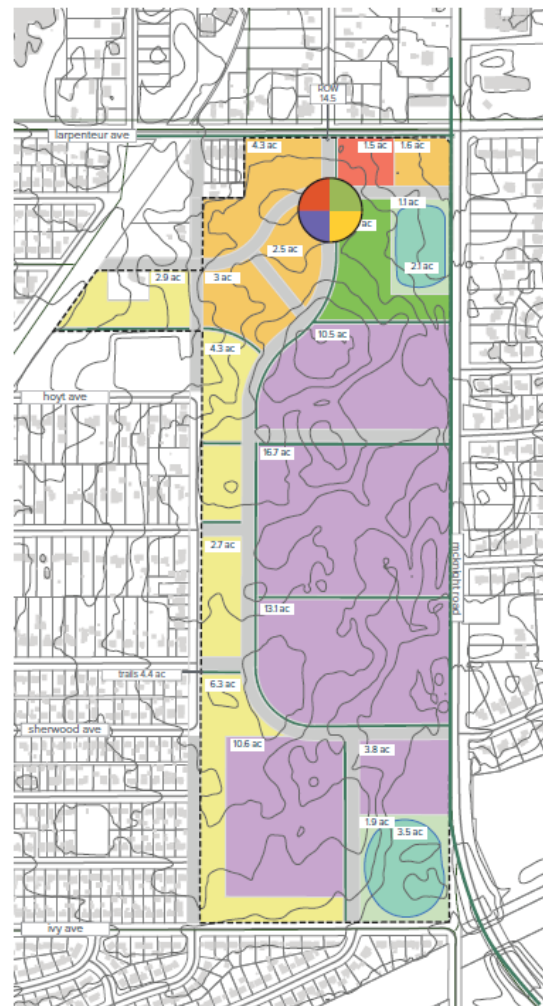 ROW
14.5
larpenteur ave
4.3 ac
1.5 ac
1.6 ac
1.1 ac
ac
2.5 ac
2.1 ac
2.9 ac
3 ac
10.5 ac
4.3 ac
hoyt ave
16.7 ac
2.7 ac
mcknight road
13.1 ac
trails 4.4 ac
6.3 ac
sherwood ave
10.6 ac
3.8 ac
1.9 ac
3.5 ac
ivy ave